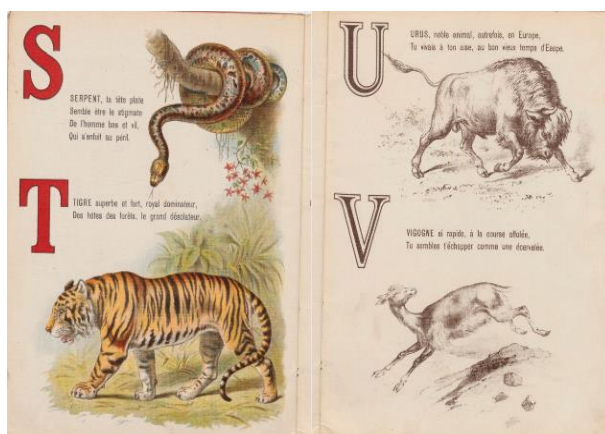 S
SERPENT, ta tête plate
Semble être le stigmate
De l'homme bas et vil,
Qui s'enfuit au péril.
T
TIGRE superbe et fort, royal dominateur,
Des hôtes des forêts, le grand désolateur.
U
URUS, noble animal, autrefois, en Europe,
Tu vivais à ton aise, au bon vieux temps d'Esope.
V
VIGOGNE si rapide, à la course affolée,
Tu sembles t'échapper comme une écervelée.